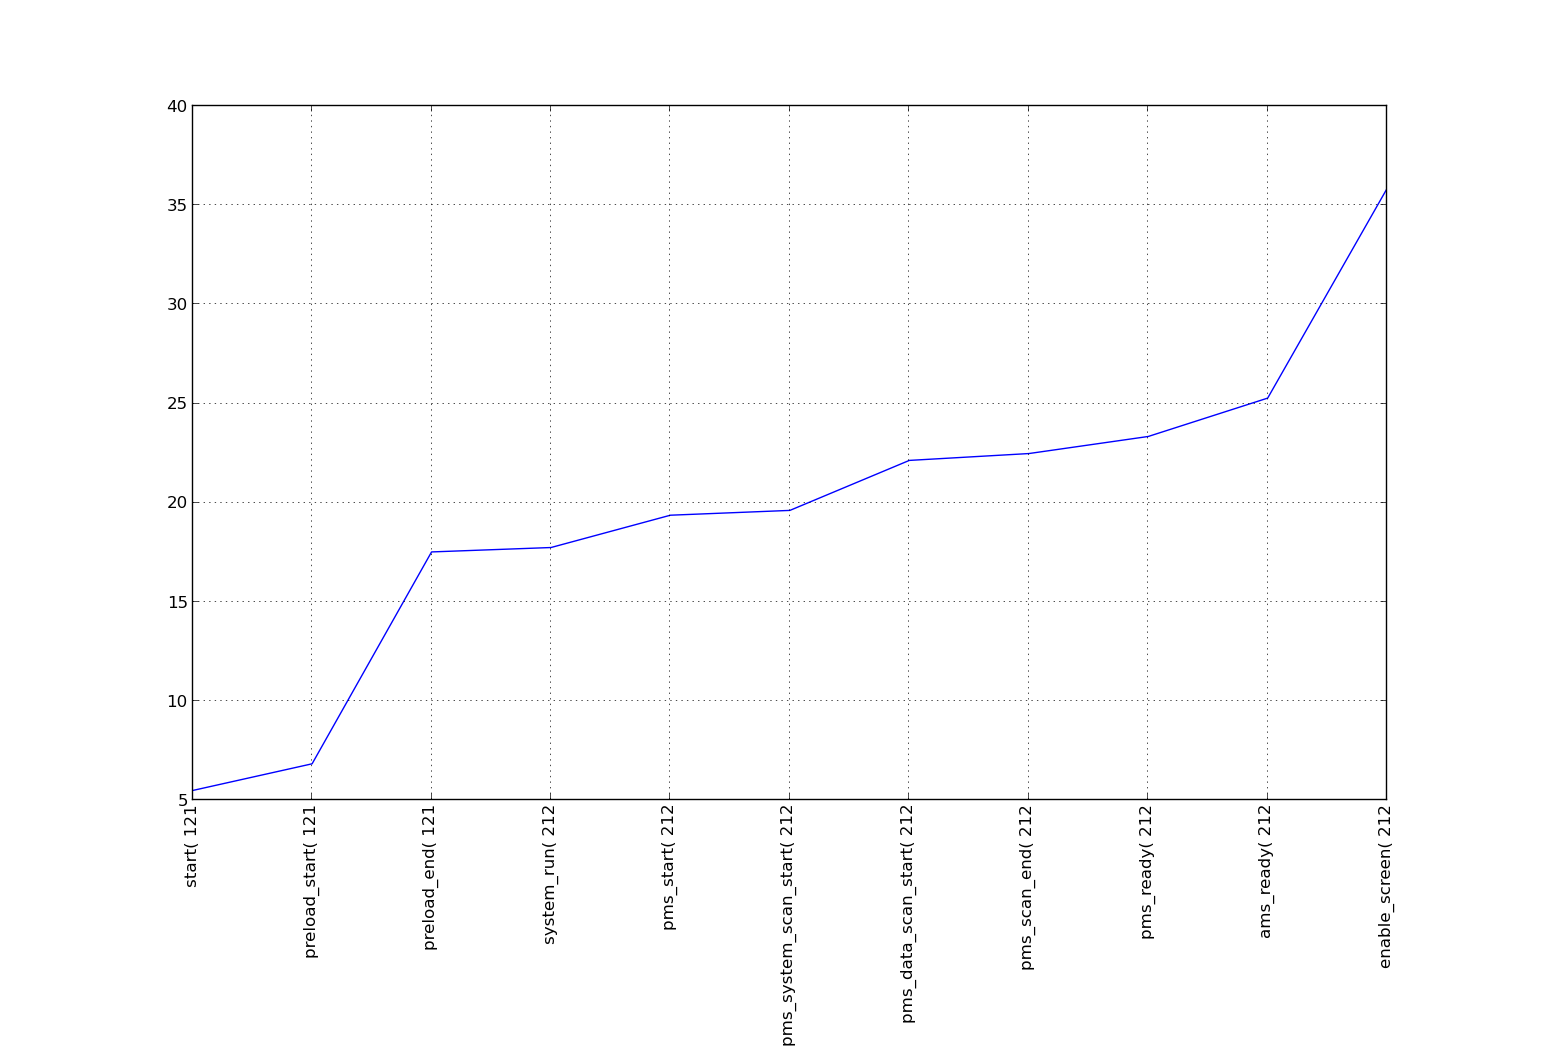 40
35
30
25
20
15
10
5
start( 121
preload_start( 121
preload_end( 121
system_run( 212
pms_start( 212
pms_system_scan_start( 212
pms_data_scan_start( 212
pms_scan_end( 212
pms_ready( 212
ams_ready( 212
enable_screen( 212